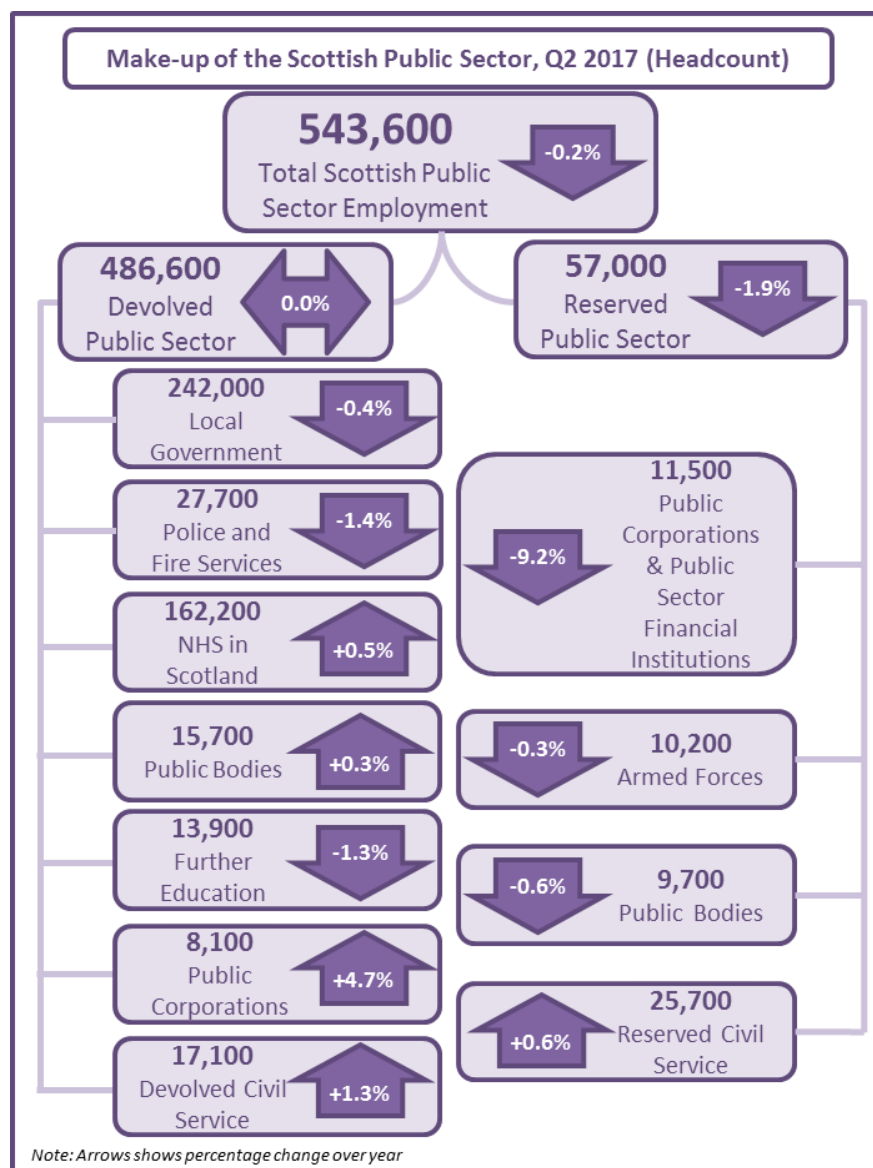 Make-up of the Scottish Public Sector, Q2 2017 (Headcount)
543,600
Total Scottish Public
Sector Employment
-0.2%
486,600
Devolved
Public Sector
0.0%
57,000
Reserved
Public Sector
-1.9%
242,000
Local
Government
-0.4%
27,700
Police and
Fire Services
-1.4%
162,200
NHS in
Scotland
+0.5%
15,700
Public Bodies
+0.3%
13,900
Further
Education
-1.3%
8,100
Public
Corporations
+4.7%
17,100
Devolved Civil
Service
+1.3%
11,500
Public
Corporations
& Public
Sector
Financial
Institutions
-9.2%
10,200
Armed Forces
-0.3%
9,700
Public Bodies
-0.6%
25,700
Reserved Civil
Service
+0.6%
Note: Arrows shows percentage change over year